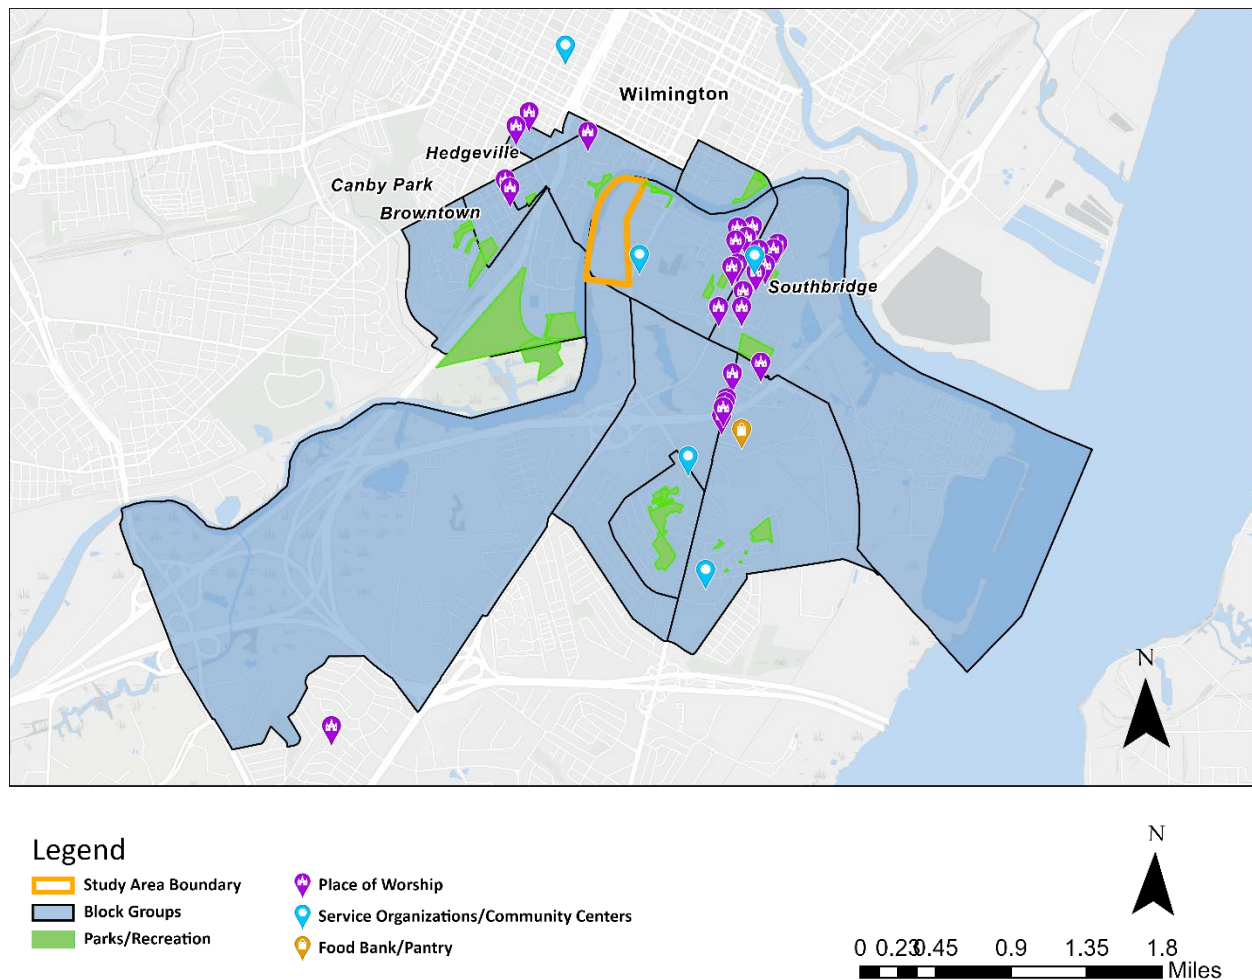 Wilmington
Hedgeville
Canby Park
Browntown
Southbridge
N
Legend
Study Area Boundary
Block Groups
Parks/Recreation
Place of Worship
Service Organizations/Community Centers
Food Bank/Pantry
N
0 0.23 0.45 0.9 1.35 1.8
Miles